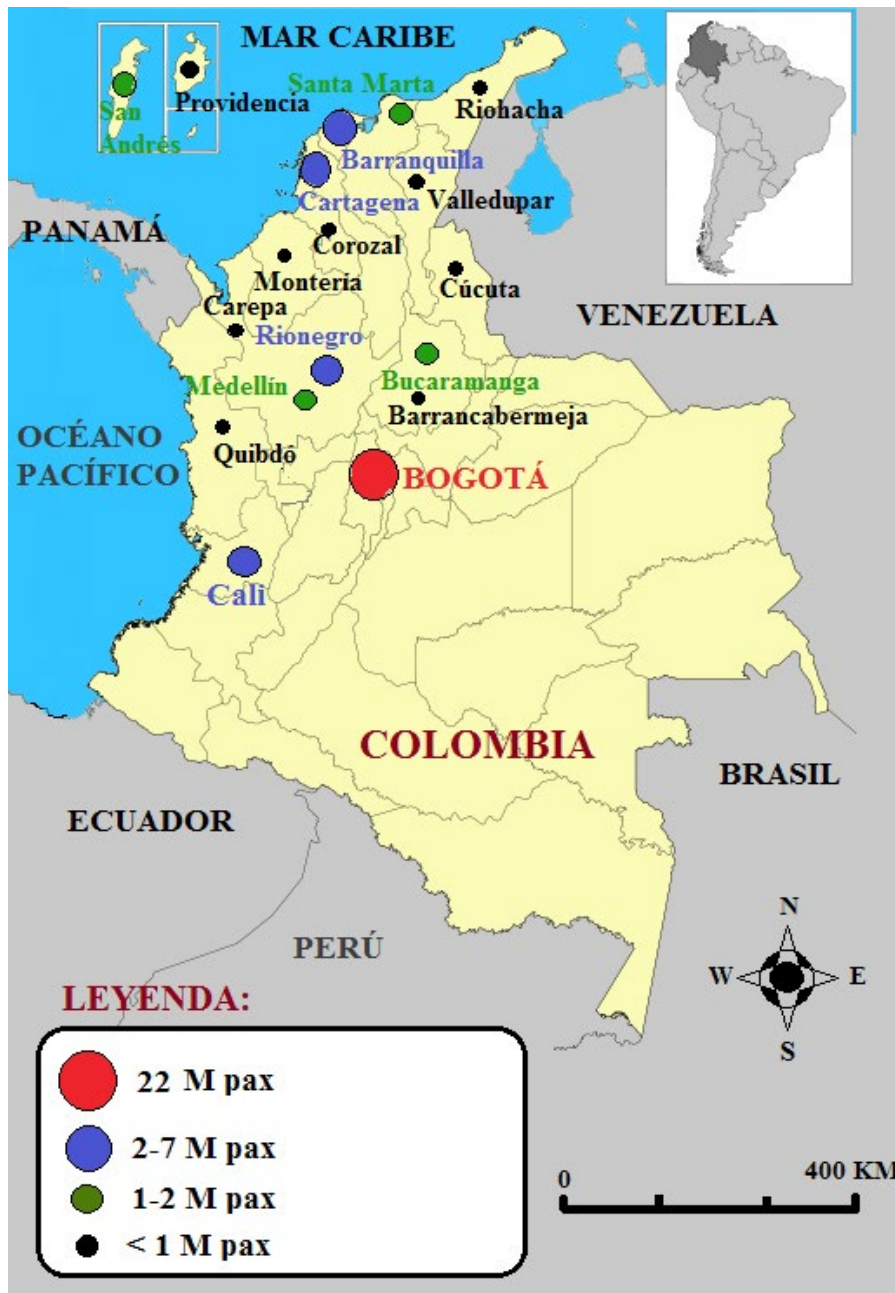 MAR CARIBE
Santa Marta
San
Andrés
Providencia
Riohacha
Barranquilla
Cartagena
Valledupar
PANAMÁ
Corozal
Montería
Cúcuta
Carepa
VENEZUELA
Rionegro
Medellín
Bucaramanga
Barrancabermeja
OCÉANO
PACÍFICO
Quibdó
BOGOTÁ
Cali
COLOMBIA
BRASIL
ECUADOR
PERÚ
N
W
E
S
LEYENDA:
22 M pax
2-7 M pax
1-2 M pax
< 1 M pax
0
400 KM